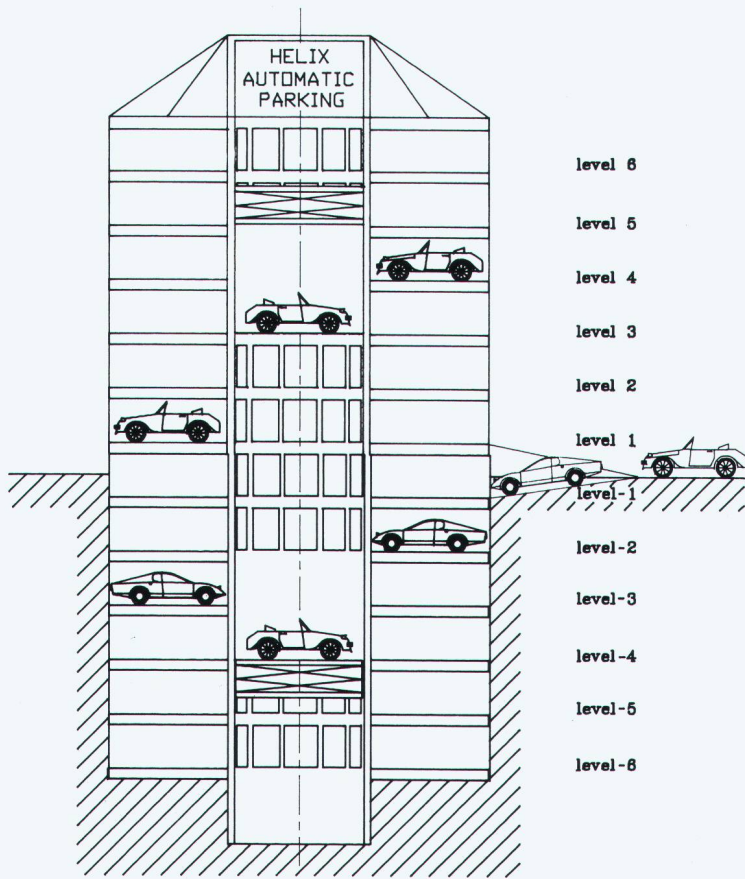 HELIX
AUTOMATIC
PARKING
level 6
level 5
level 4
level 3
level 2
level 1
level-1
level-2
level-3
level-4
level-5
level-6